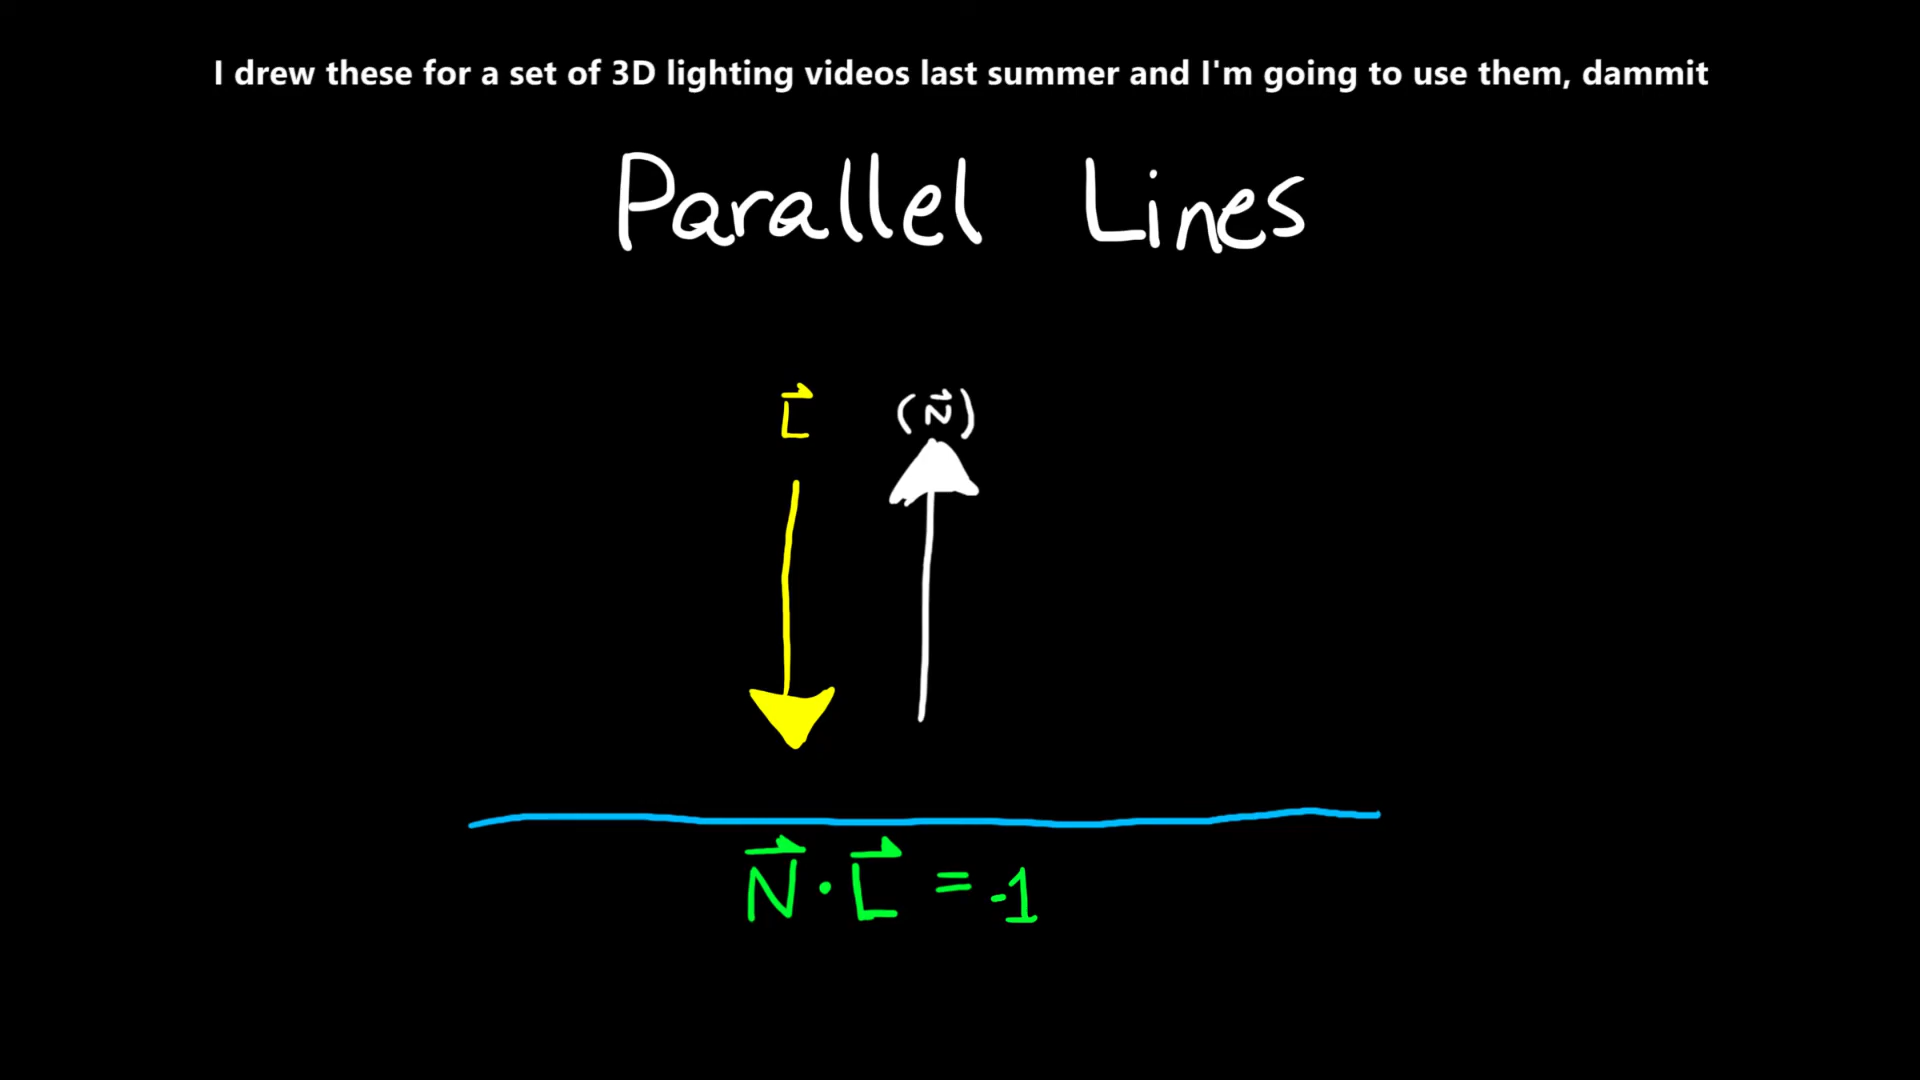 I drew these for a set of 3D lighting videos last summer and I'm going to use them, dammit
Parallel Lines
L⃗ (N⃗)
N⃗ · L⃗ = -1